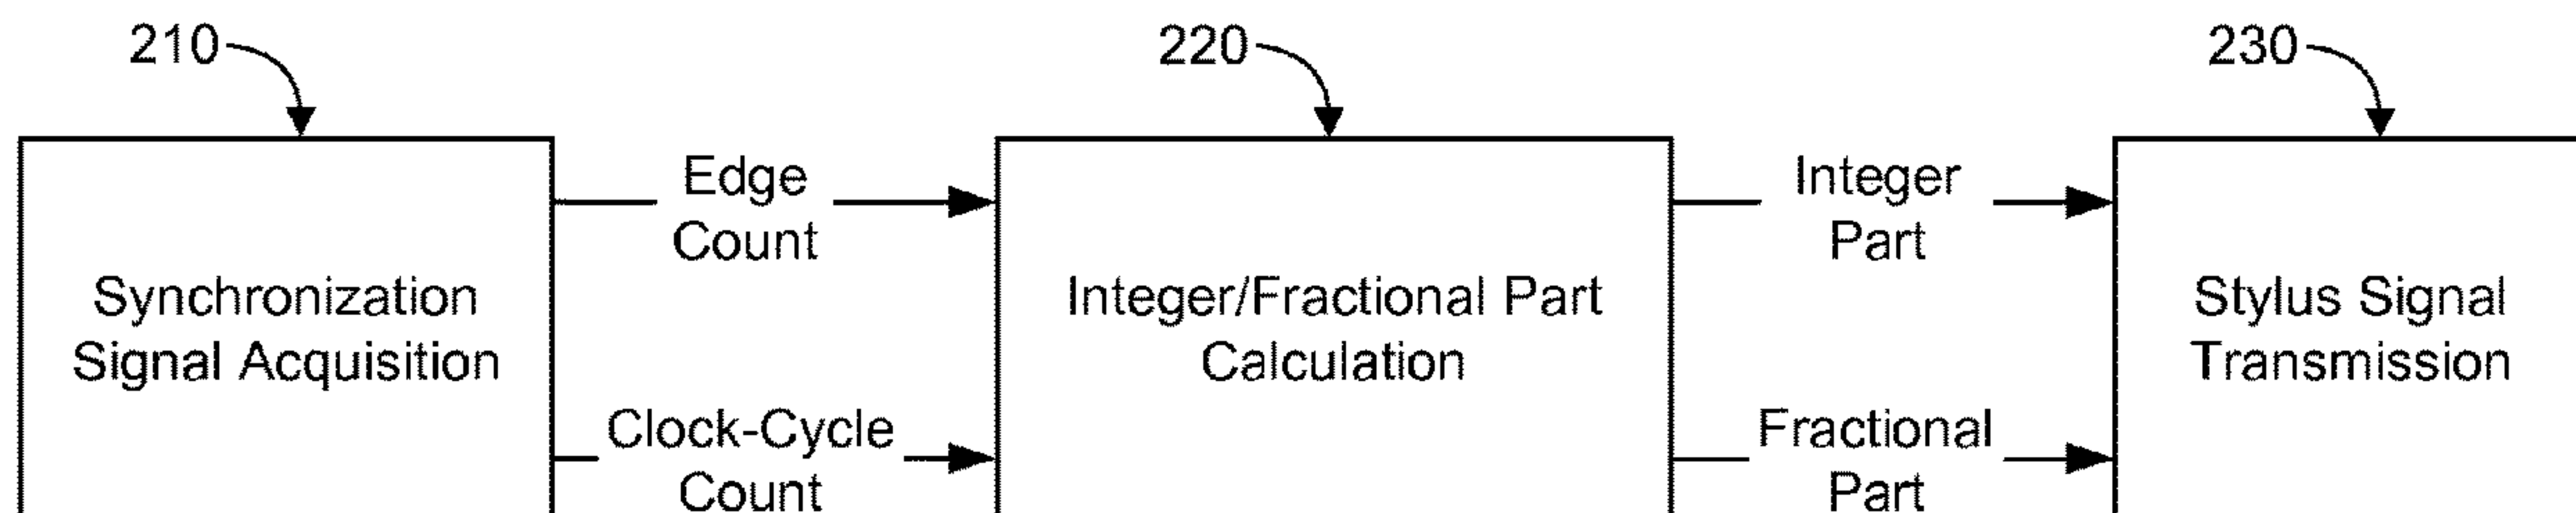 210
220
230
Edge
Count
Integer
Part
Synchronization
Signal Acquisition
Integer/Fractional Part
Calculation
Stylus Signal
Transmission
Clock-Cycle
Count
Fractional
Part